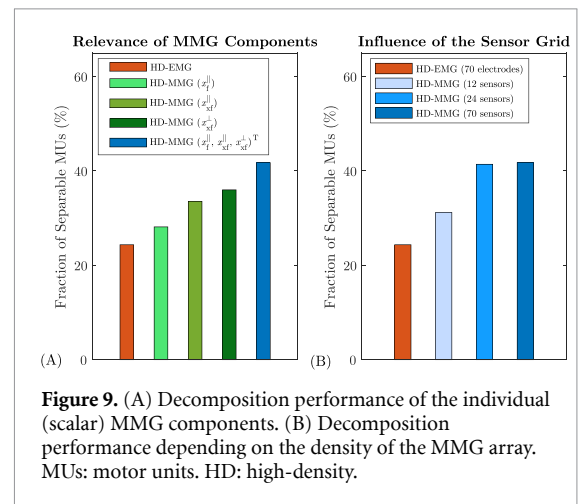 Relevance of MMG Components
Fraction of Separable MUs (%)
60
40
20
0
HD-EMG
HD-MMG (x_f^∥)
HD-MMG (x_xf^∥)
HD-MMG (x_xf^⊥)
HD-MMG (x_f^∥, x_xf^∥, x_xf^⊥)^T
(A)
Influence of the Sensor Grid
Fraction of Separable MUs (%)
60
40
20
0
HD-EMG (70 electrodes)
HD-MMG (12 sensors)
HD-MMG (24 sensors)
HD-MMG (70 sensors)
(B)
Figure 9. (A) Decomposition performance of the individual
(scalar) MMG components. (B) Decomposition
performance depending on the density of the MMG array.
MUs: motor units. HD: high-density.